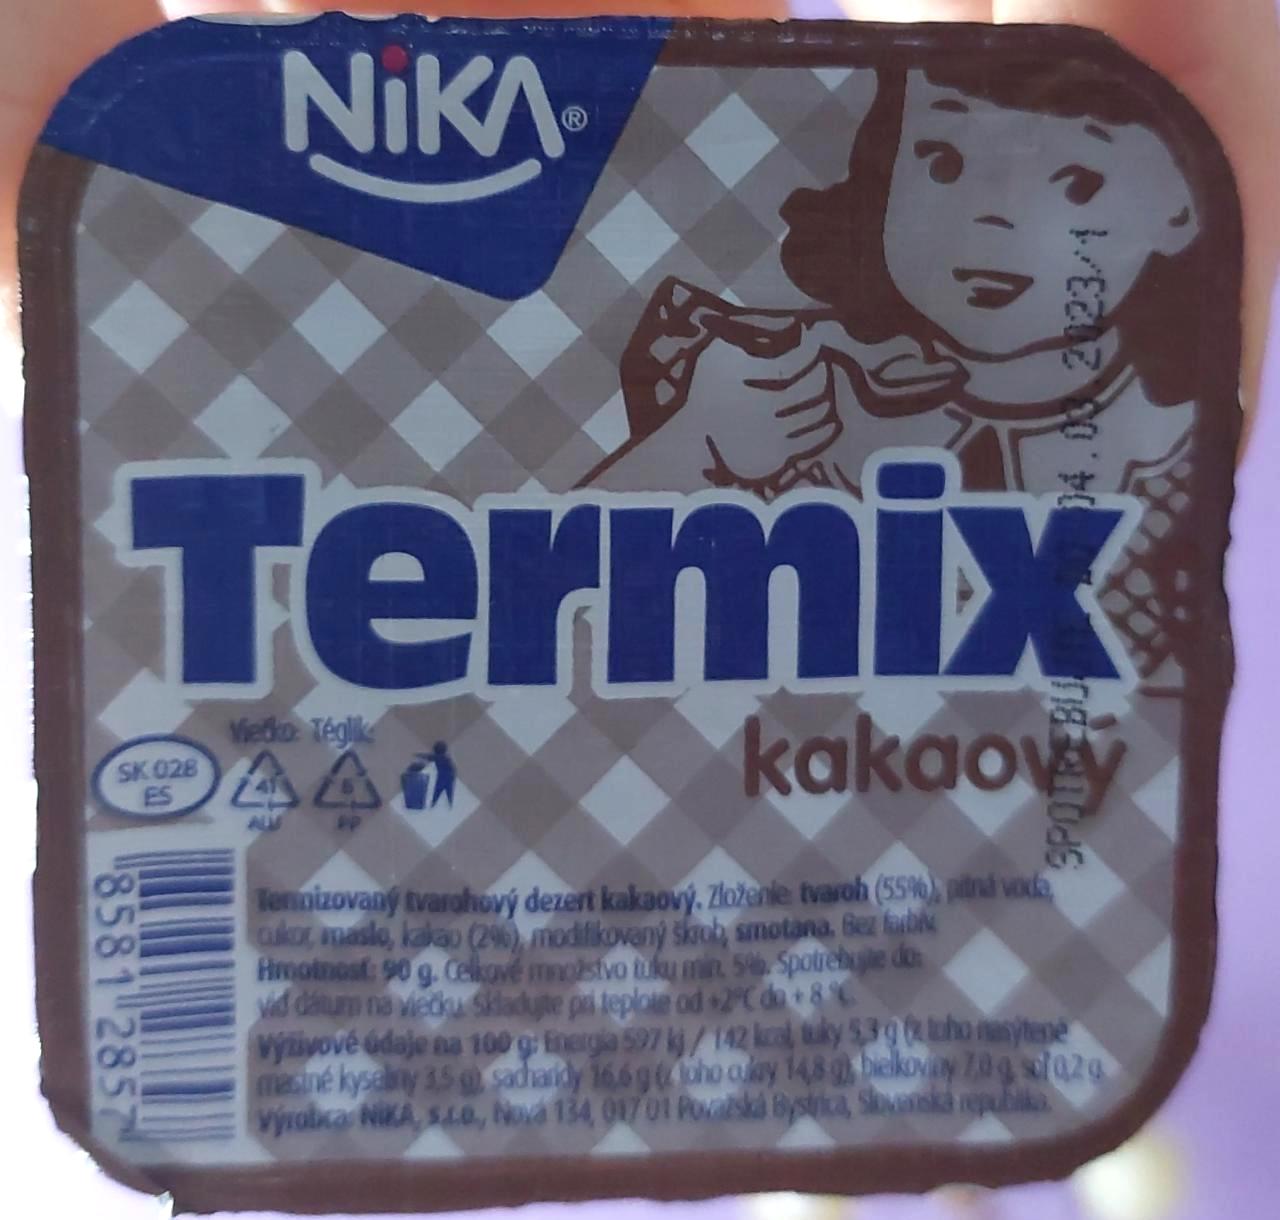 NiKA®
Termix
kakaový
Viečko: Téglik:
SK 028
ES
41
ALU
5
PP
Termizovaný tvarohový dezert kakaový. Zloženie: tvaroh (55%), pitná voda,
cukor, maslo, kakao (2%), modifikovaný škrob, smotana. Bez farbív.
Hmotnosť: 90 g. Celkové množstvo tuku min. 5%. Spotrebujte do:
viď dátum na viečku. Skladujte pri teplote od +2°C do + 8 °C.
Výživové údaje na 100 g: Energia 597 kj / 142 kcal, tuky 5,3 g (z toho nasýtené
mastné kyseliny 3,5 g), sacharidy 16,6 g (z toho cukry 14,8 g), bielkoviny 7,0 g, soľ 0,2 g.
Výrobca: NIKA, s.r.o., Nová 134, 017 01 Považská Bystrica, Slovenská republika.
85812857
04.03.2023